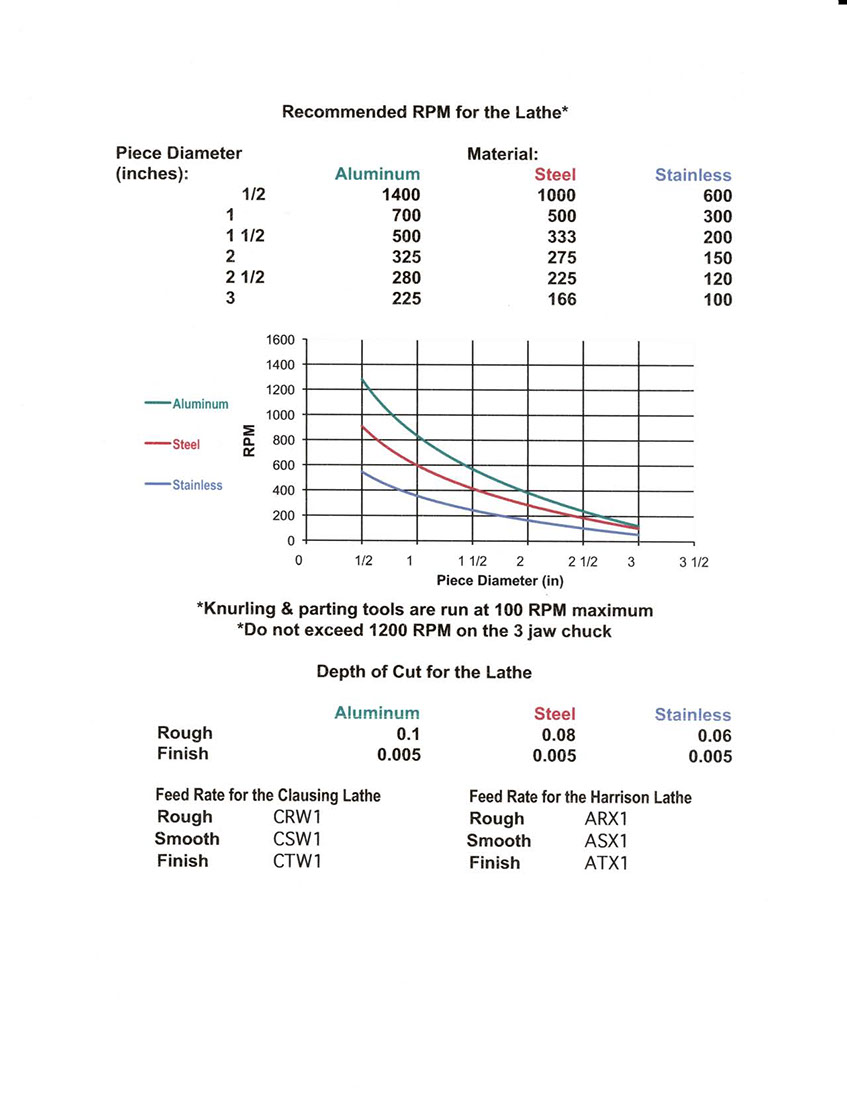 Recommended RPM for the Lathe*
Piece Diameter Material:
(inches): Aluminum Steel Stainless
1/2 1400 1000 600
1 700 500 300
1 1/2 500 333 200
2 325 275 150
2 1/2 280 225 120
3 225 166 100
1600
1400
1200
1000
800
600
400
200
0
RPM
Aluminum
Steel
Stainless
0 1/2 1 1 1/2 2 2 1/2 3 3 1/2
Piece Diameter (in)
*Knurling & parting tools are run at 100 RPM maximum
*Do not exceed 1200 RPM on the 3 jaw chuck
Depth of Cut for the Lathe
Aluminum Steel Stainless
Rough 0.1 0.08 0.06
Finish 0.005 0.005 0.005
Feed Rate for the Clausing Lathe
Rough CRW1
Smooth CSW1
Finish CTW1
Feed Rate for the Harrison Lathe
Rough ARX1
Smooth ASX1
Finish ATX1